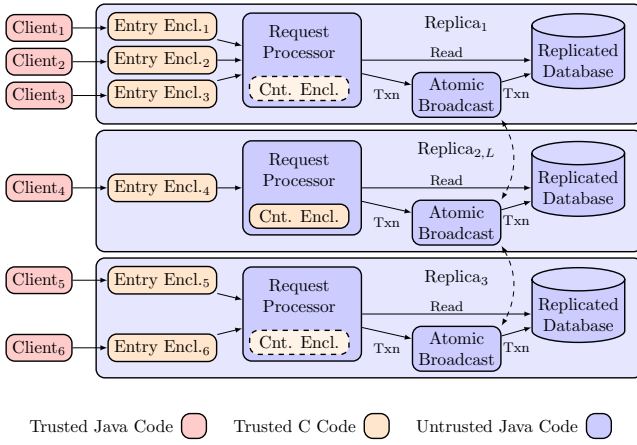 Client₁
Entry Encl.₁
Client₂
Entry Encl.₂
Client₃
Entry Encl.₃
Request
Processor
Cnt. Encl.
Replica₁
Read
Txn
Atomic
Broadcast
Txn
Replicated
Database
Client₄
Entry Encl.₄
Request
Processor
Cnt. Encl.
Replica₂,L
Read
Txn
Atomic
Broadcast
Txn
Replicated
Database
Client₅
Entry Encl.₅
Client₆
Entry Encl.₆
Request
Processor
Cnt. Encl.
Replica₃
Read
Txn
Atomic
Broadcast
Txn
Replicated
Database
Trusted Java Code
Trusted C Code
Untrusted Java Code